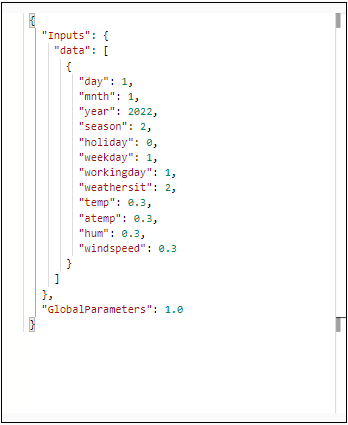 {
"Inputs": {
"data": [
{
"day": 1,
"mnth": 1,
"year": 2022,
"season": 2,
"holiday": 0,
"weekday": 1,
"workingday": 1,
"weathersit": 2,
"temp": 0.3,
"atemp": 0.3,
"hum": 0.3,
"windspeed": 0.3
}
]
},
"GlobalParameters": 1.0
}